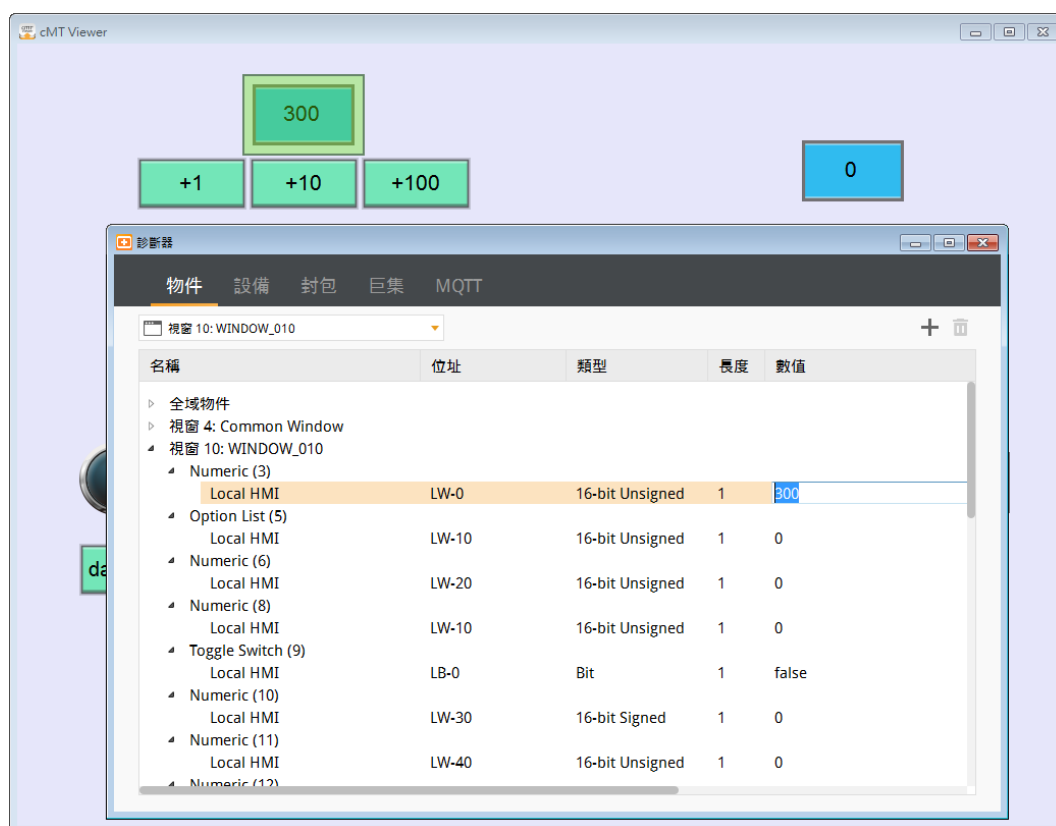 cMT Viewer
300
+1 +10 +100
0
診斷器
物件 設備 封包 巨集 MQTT
視窗 10: WINDOW_010
名稱 位址 類型 長度 數值
全域物件
視窗 4: Common Window
視窗 10: WINDOW_010
Numeric (3)
Local HMI LW-0 16-bit Unsigned 1 300
Option List (5)
Local HMI LW-10 16-bit Unsigned 1 0
Numeric (6)
Local HMI LW-20 16-bit Unsigned 1 0
Numeric (8)
Local HMI LW-10 16-bit Unsigned 1 0
Toggle Switch (9)
Local HMI LB-0 Bit 1 false
Numeric (10)
Local HMI LW-30 16-bit Signed 1 0
Numeric (11)
Local HMI LW-40 16-bit Unsigned 1 0
Numeric (12)